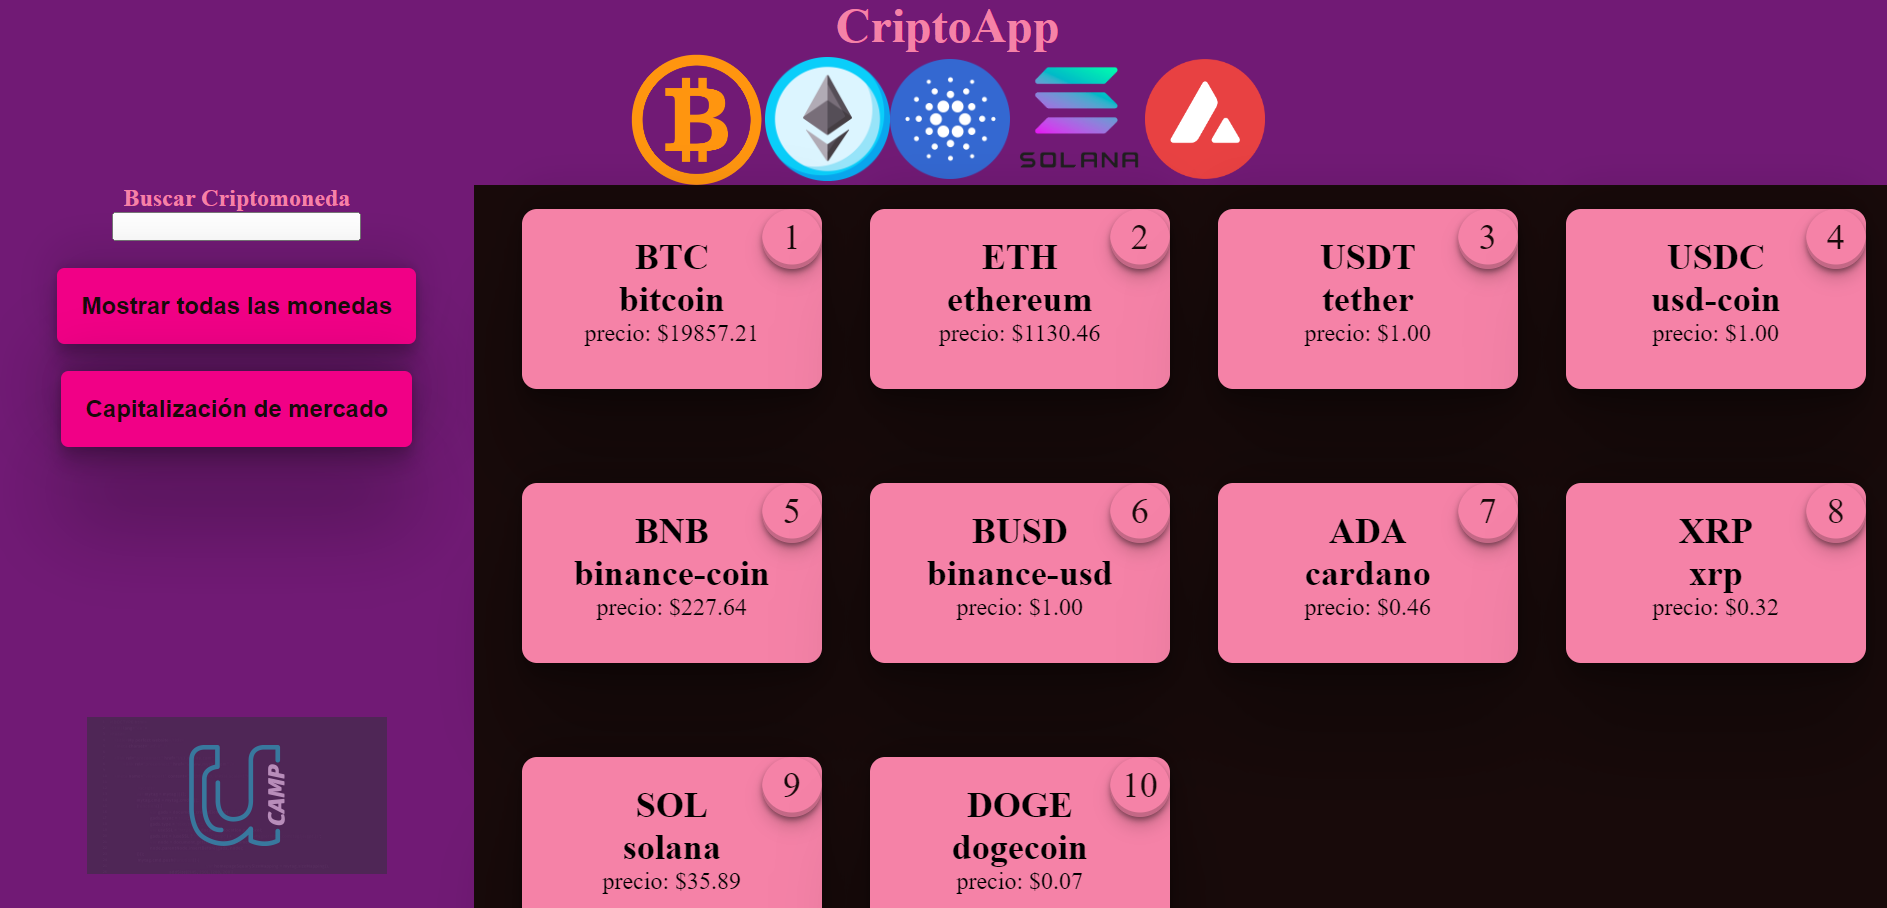 CriptoApp
SOLANA
Buscar Criptomoneda
Mostrar todas las monedas
Capitalización de mercado
CAMP
1
BTC
bitcoin
precio: $19857.21
2
ETH
ethereum
precio: $1130.46
3
USDT
tether
precio: $1.00
4
USDC
usd-coin
precio: $1.00
5
BNB
binance-coin
precio: $227.64
6
BUSD
binance-usd
precio: $1.00
7
ADA
cardano
precio: $0.46
8
XRP
xrp
precio: $0.32
9
SOL
solana
precio: $35.89
10
DOGE
dogecoin
precio: $0.07